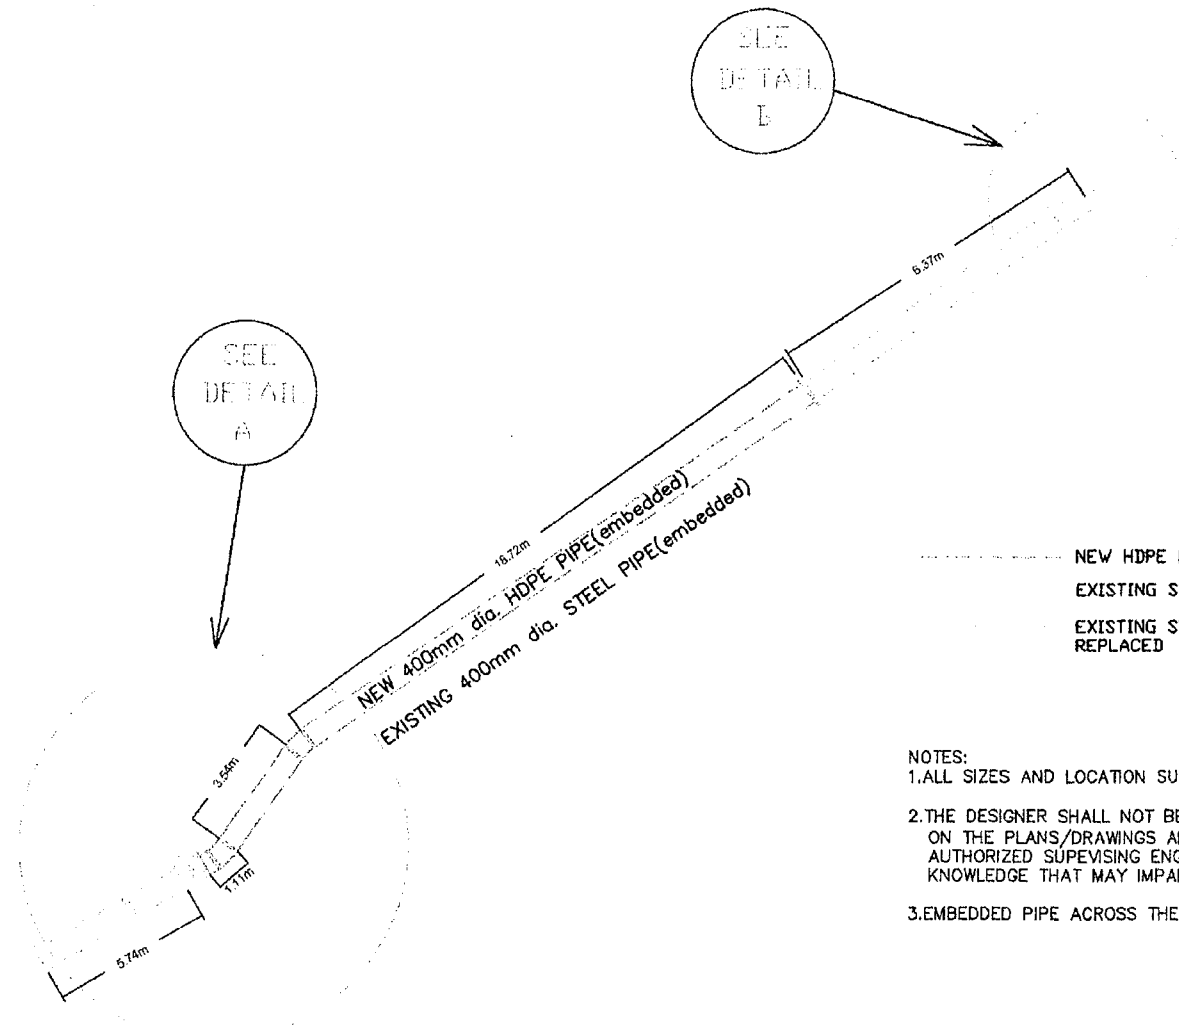 SEE
DETAIL
B
6.37m
SEE
DETAIL
A
18.72m
NEW 400mm dia. HDPE PIPE(embedded)
EXISTING 400mm dia. STEEL PIPE(embedded)
3.54m
1.11m
5.74m
NEW HDPE
EXISTING S
EXISTING S
REPLACED
NOTES:
1.ALL SIZES AND LOCATION SU
2.THE DESIGNER SHALL NOT BE
ON THE PLANS/DRAWINGS A
AUTHORIZED SUPEVISING ENG
KNOWLEDGE THAT MAY IMPA
3.EMBEDDED PIPE ACROSS THE